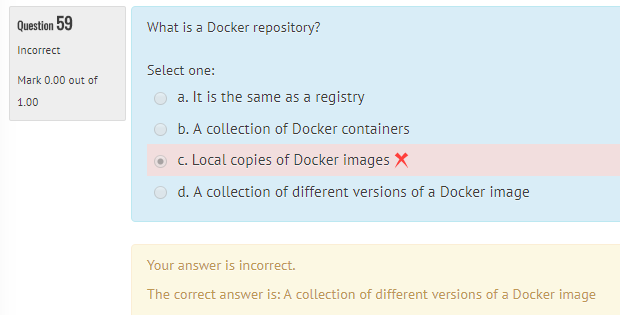 Question 59
Incorrect
Mark 0.00 out of
1.00
What is a Docker repository?
Select one:
a. It is the same as a registry
b. A collection of Docker containers
c. Local copies of Docker images
d. A collection of different versions of a Docker image
Your answer is incorrect.
The correct answer is: A collection of different versions of a Docker image